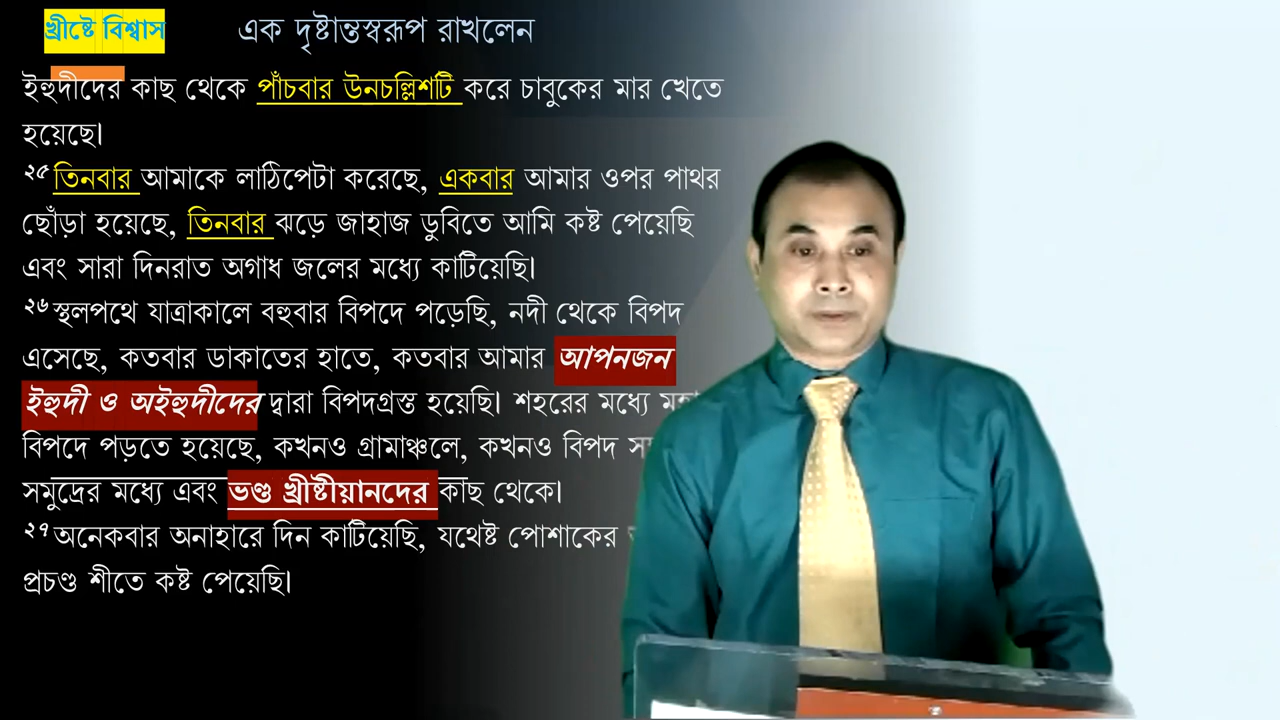 খ্রীষ্টে বিশ্বাস
এক দৃষ্টান্তস্বরূপ রাখলেন
ইহুদীদের কাছ থেকে পাঁচবার উনচল্লিশটি করে চাবুকের মার খেতে
হয়েছে।
২৫ তিনবার আমাকে লাঠিপেটা করেছে, একবার আমার ওপর পাথর
ছোঁড়া হয়েছে, তিনবার ঝড়ে জাহাজ ডুবিতে আমি কষ্ট পেয়েছি
এবং সারা দিনরাত অগাধ জলের মধ্যে কাটিয়েছি।
২৬ স্থলপথে যাত্রাকালে বহুবার বিপদে পড়েছি, নদী থেকে বিপদ
এসেছে, কতবার ডাকাতের হাতে, কতবার আমার আপনজন
ইহুদী ও অইহুদীদের দ্বারা বিপদগ্রস্ত হয়েছি। শহরের মধ্যে
বিপদে পড়তে হয়েছে, কখনও গ্রামাঞ্চলে, কখনও বিপদ
সমুদ্রের মধ্যে এবং ভণ্ড খ্রীষ্টীয়ানদের কাছ থেকে।
২৭ অনেকবার অনাহারে দিন কাটিয়েছি, যথেষ্ট পোশাকের
প্রচণ্ড শীতে কষ্ট পেয়েছি।